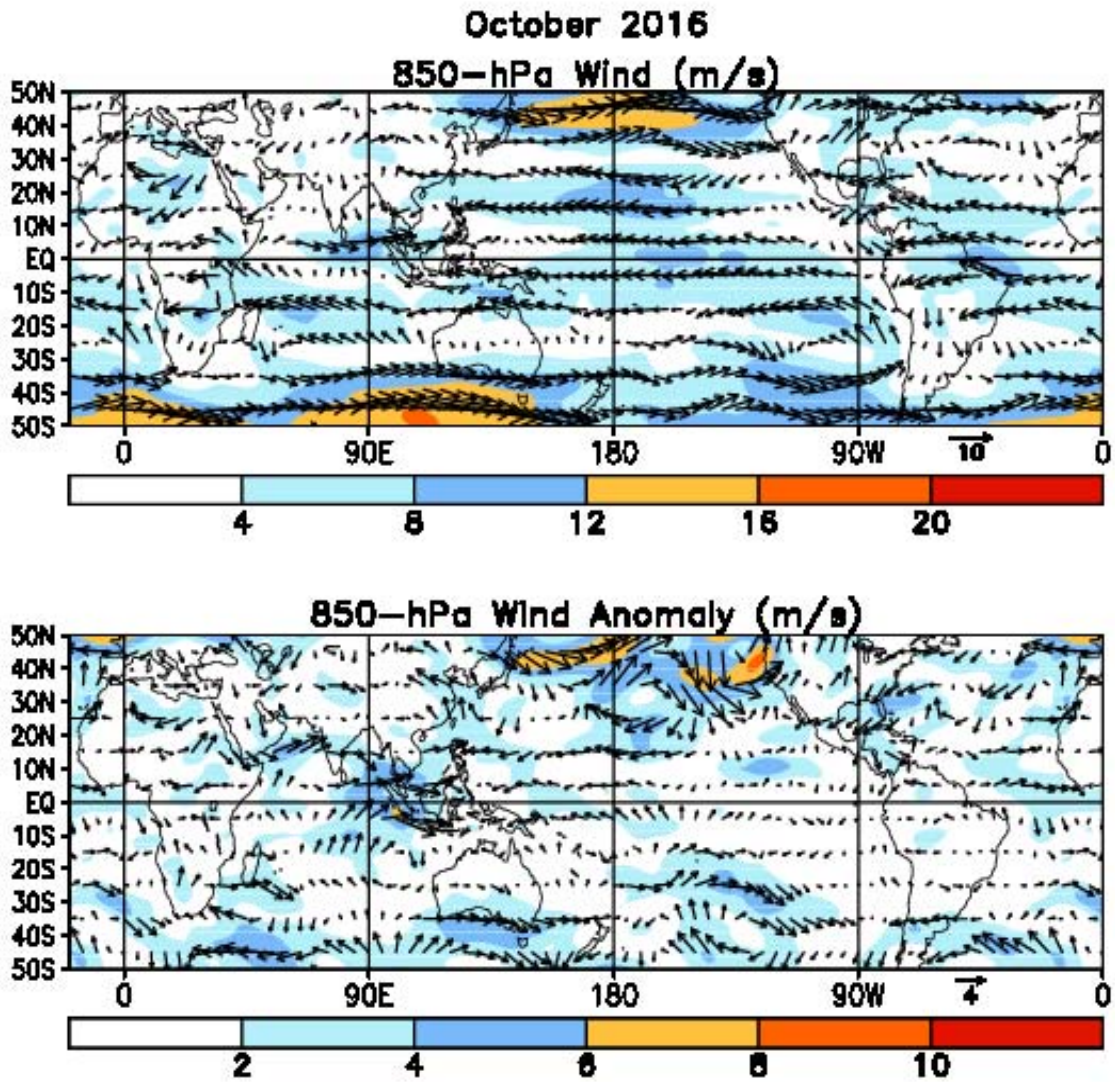 October 2016
850-hPa Wind (m/s)
50N
40N
30N
20N
10N
EQ
10S
20S
30S
40S
50S
0 90E 180 90W 10 0
4 8 12 16 20
850-hPa Wind Anomaly (m/s)
50N
40N
30N
20N
10N
EQ
10S
20S
30S
40S
50S
0 90E 180 90W 4 0
2 4 6 8 10